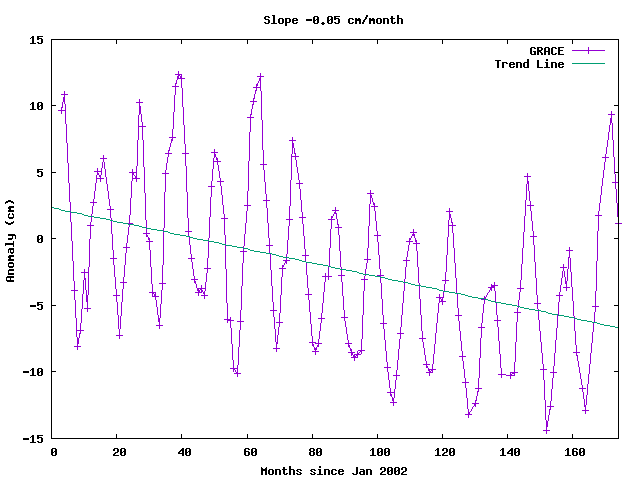 Slope -0.05 cm/month
GRACE
Trend Line
15
10
5
0
-5
-10
-15
Anomaly (cm)
0 20 40 60 80 100 120 140 160
Months since Jan 2002